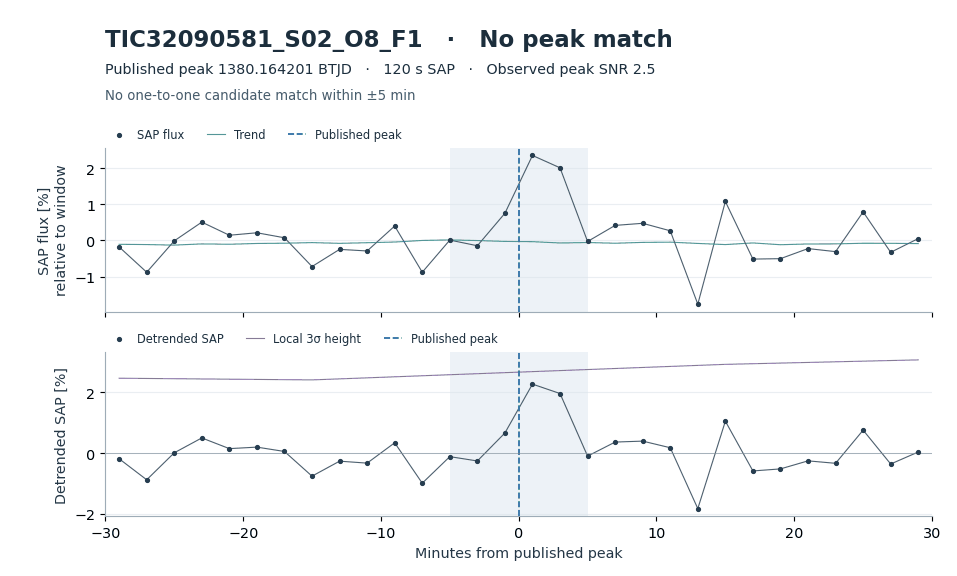 TIC32090581_S02_O8_F1 · No peak match
Published peak 1380.164201 BTJD · 120 s SAP · Observed peak SNR 2.5
No one-to-one candidate match within ±5 min
SAP flux Trend Published peak
SAP flux [%]
relative to window
2
1
0
−1
Detrended SAP Local 3σ height Published peak
Detrended SAP [%]
2
0
−2
−30 −20 −10 0 10 20 30
Minutes from published peak